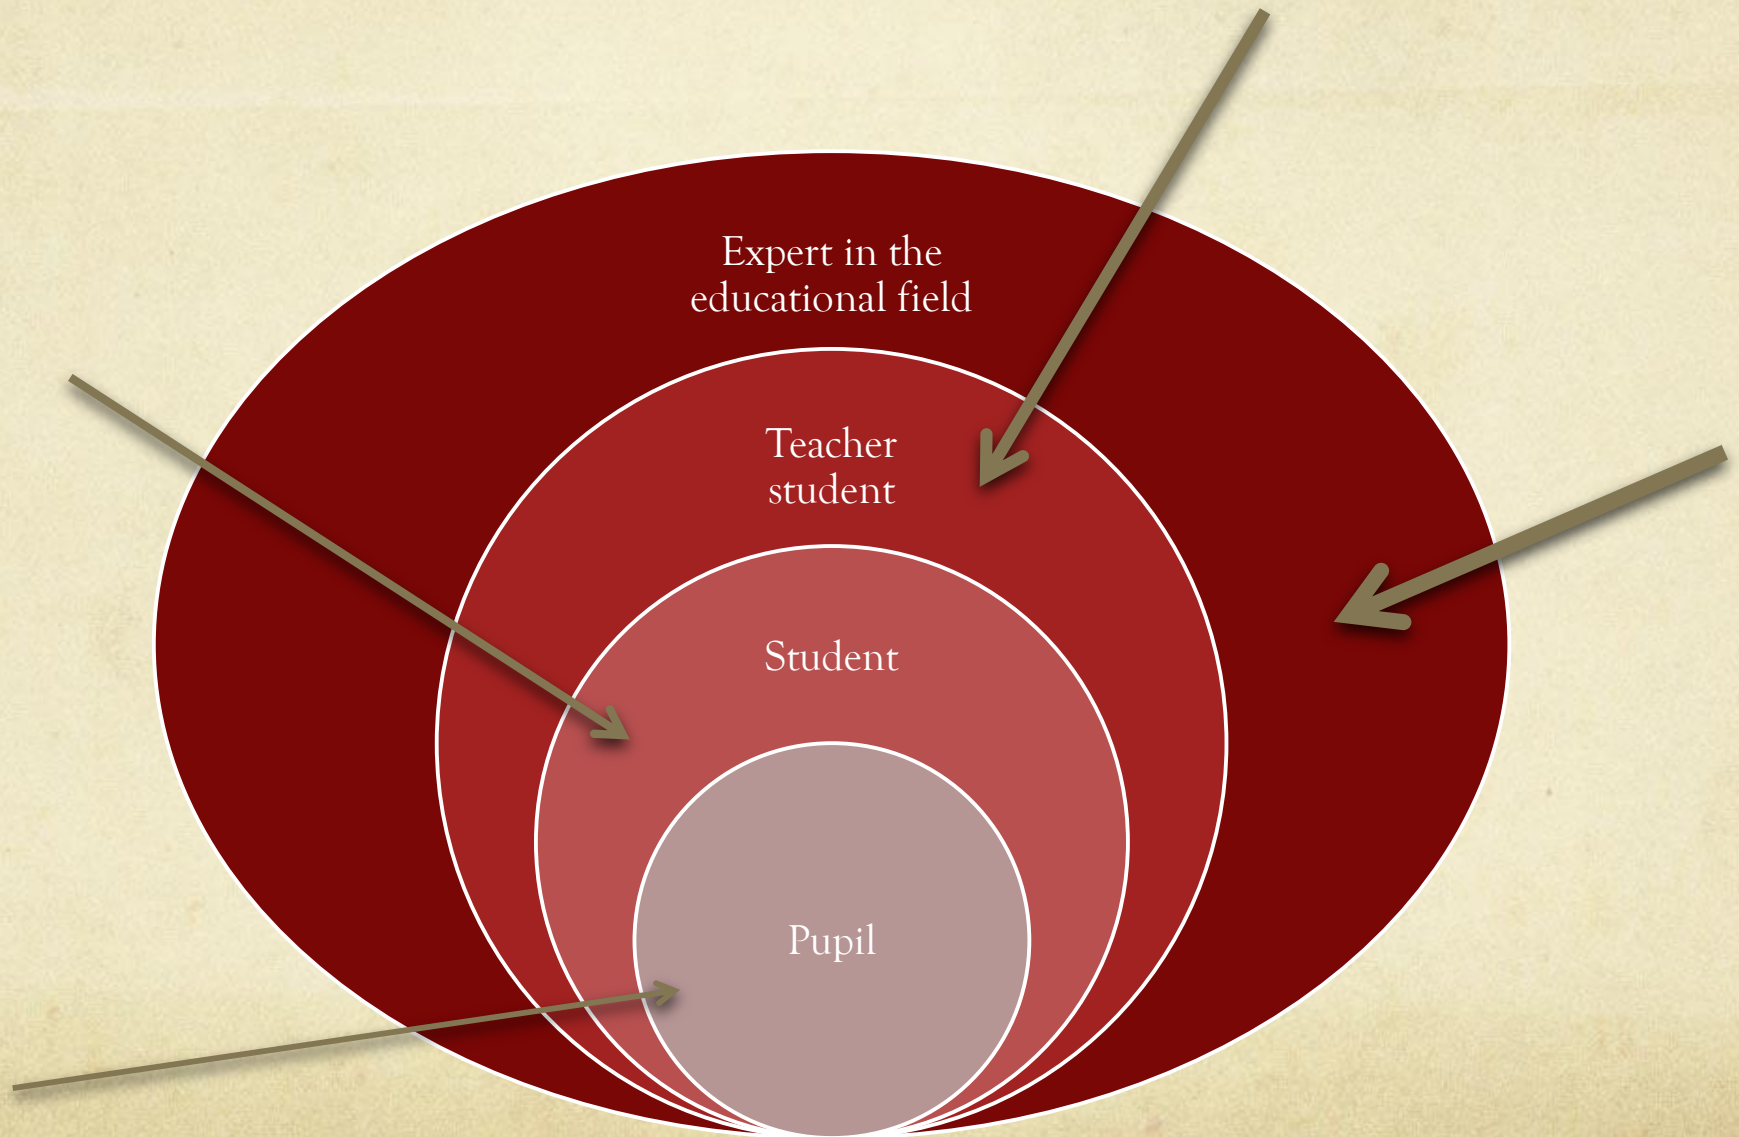 Expert in the
educational field
Teacher
student
Student
Pupil